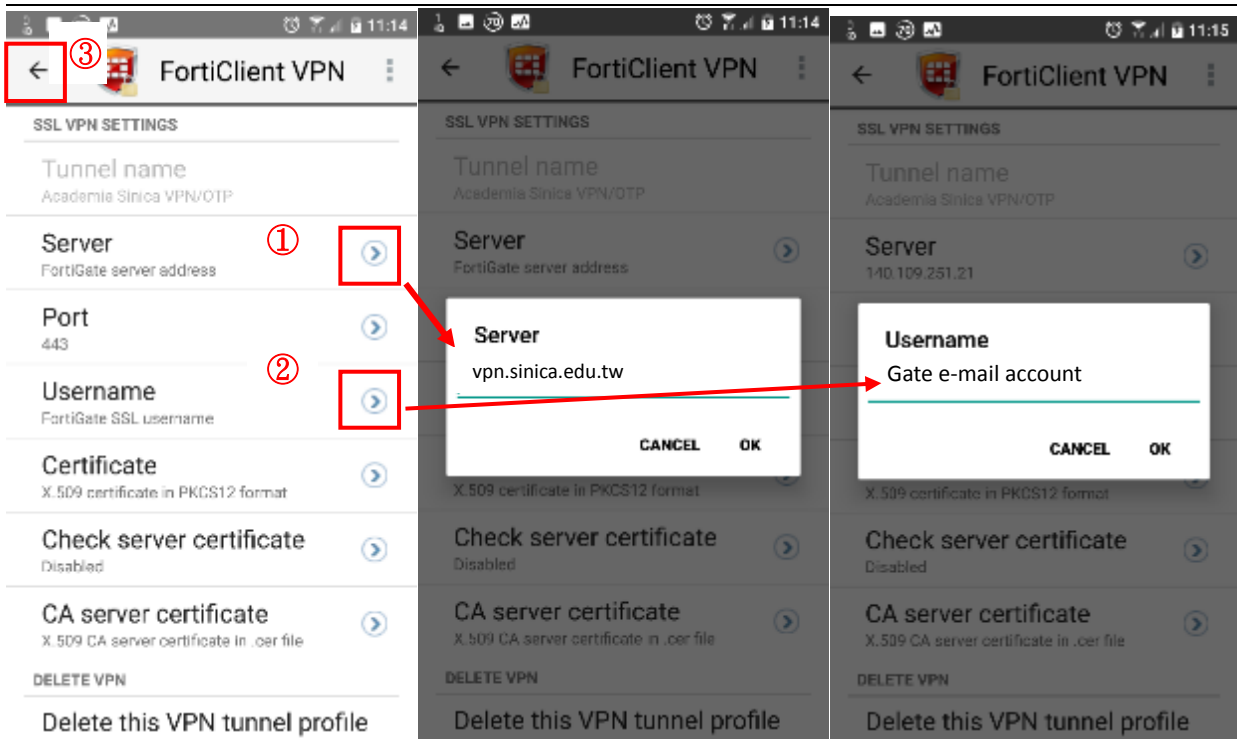 11:14
③
FortiClient VPN
SSL VPN SETTINGS
Tunnel name
Academia Sinica VPN/OTP
Server
FortiGate server address
①
Port
443
②
Username
FortiGate SSL username
Certificate
X.509 certificate in PKCS12 format
Check server certificate
Disabled
CA server certificate
X.509 CA server certificate in .cer file
DELETE VPN
Delete this VPN tunnel profile
11:14
FortiClient VPN
SSL VPN SETTINGS
Tunnel name
Academia Sinica VPN/OTP
Server
FortiGate server address
Server
vpn.sinica.edu.tw
CANCEL OK
X.509 certificate in PKCS12 format
Check server certificate
Disabled
CA server certificate
X.509 CA server certificate in .cer file
DELETE VPN
Delete this VPN tunnel profile
11:15
FortiClient VPN
SSL VPN SETTINGS
Tunnel name
Academia Sinica VPN/OTP
Server
140.109.251.21
Username
Gate e-mail account
CANCEL OK
X.509 certificate in PKCS12 format
Check server certificate
Disabled
CA server certificate
X.509 CA server certificate in .cer file
DELETE VPN
Delete this VPN tunnel profile